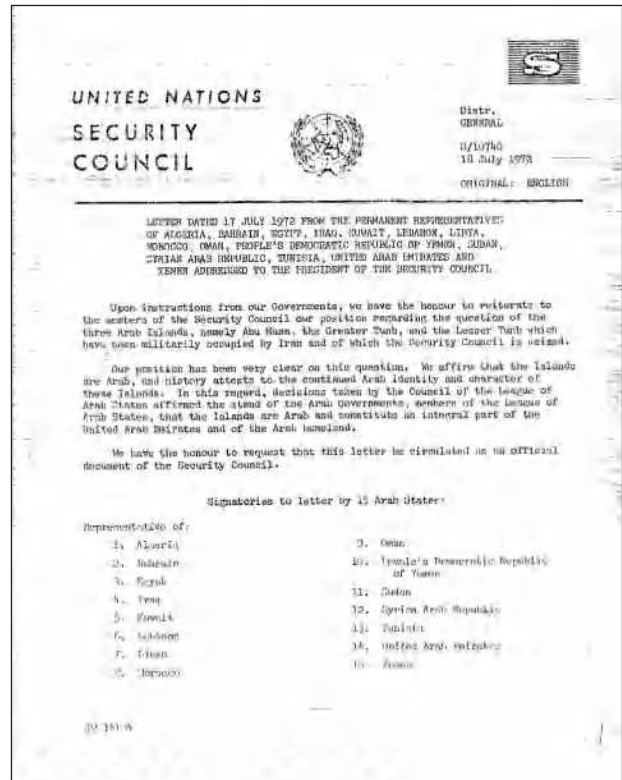 S
UNITED NATIONS
SECURITY
COUNCIL
Distr.
GENERAL
S/10740
18 July 1972
ORIGINAL: ENGLISH
LETTER DATED 17 JULY 1972 FROM THE PERMANENT REPRESENTATIVES
OF ALGERIA, BAHRAIN, EGYPT, IRAQ, KUWAIT, LEBANON, LIBYA,
MOROCCO, OMAN, PEOPLE'S DEMOCRATIC REPUBLIC OF YEMEN, SUDAN,
SYRIAN ARAB REPUBLIC, TUNISIA, UNITED ARAB EMIRATES AND
YEMEN ADDRESSED TO THE PRESIDENT OF THE SECURITY COUNCIL
Upon instructions from our Governments, we have the honour to reiterate to
the members of the Security Council our position regarding the question of the
three Arab Islands, namely Abu Musa, the Greater Tunb, and the Lesser Tunb which
have been militarily occupied by Iran and of which the Security Council is seized.
Our position has been very clear on this question. We affirm that the Islands
are Arab, and history attests to the continued Arab identity and character of
these Islands. In this regard, decisions taken by the Council of the League of
Arab States affirmed the stand of the Arab Governments, members of the League of
Arab States, that the Islands are Arab and constitute an integral part of the
United Arab Emirates and of the Arab homeland.
We have the honour to request that this letter be circulated as an official
document of the Security Council.
Signatories to letter by 15 Arab States:
Representative of:
1. Algeria
2. Bahrain
3. Egypt
4. Iraq
5. Kuwait
6. Lebanon
7. Libya
8. Morocco
9. Oman
10. People's Democratic Republic
of Yemen
11. Sudan
12. Syrian Arab Republic
13. Tunisia
14. United Arab Emirates
15. Yemen